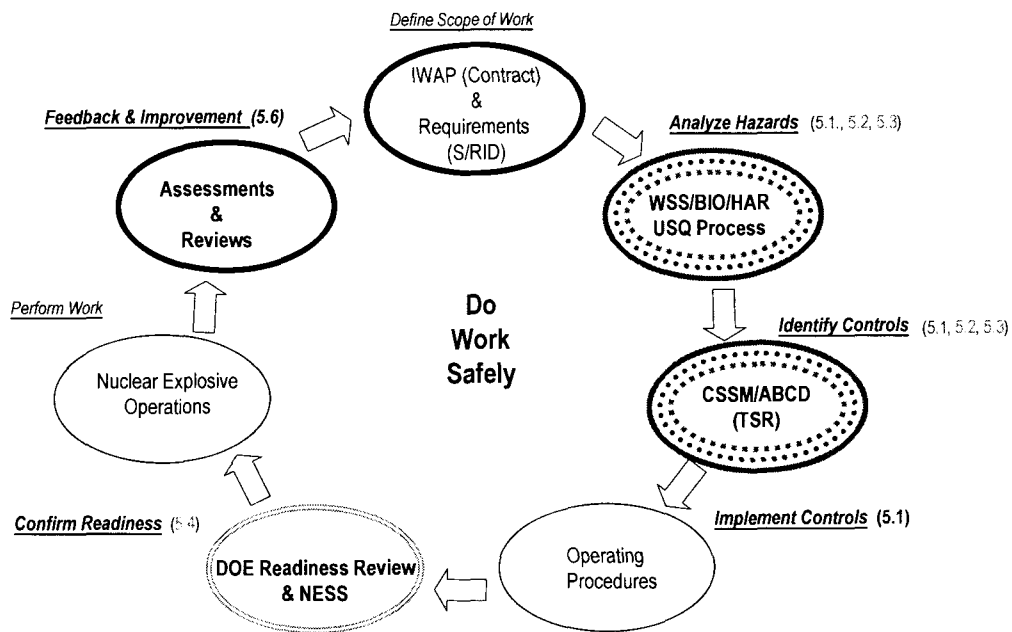 Define Scope of Work
IWAP (Contract)
&
Requirements
(S/RID)
Analyze Hazards (5.1., 5.2, 5.3)
WSS/BIO/HAR
USQ Process
Identify Controls (5.1, 5.2, 5.3)
CSSM/ABCD
(TSR)
Implement Controls (5.1)
Operating
Procedures
Confirm Readiness (5.4)
DOE Readiness Review
& NESS
Perform Work
Nuclear Explosive
Operations
Feedback & Improvement (5.6)
Assessments
&
Reviews
Do
Work
Safely